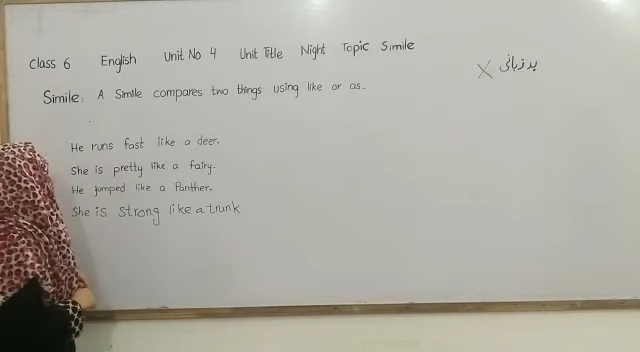 Class 6 English Unit No 4 Unit Title Night Topic Simile
بدزبانی X
Simile: A Simile compares two things using like or as.
He runs fast like a deer.
She is pretty like a fairy.
He jumped like a Panther.
She is strong like a trunk